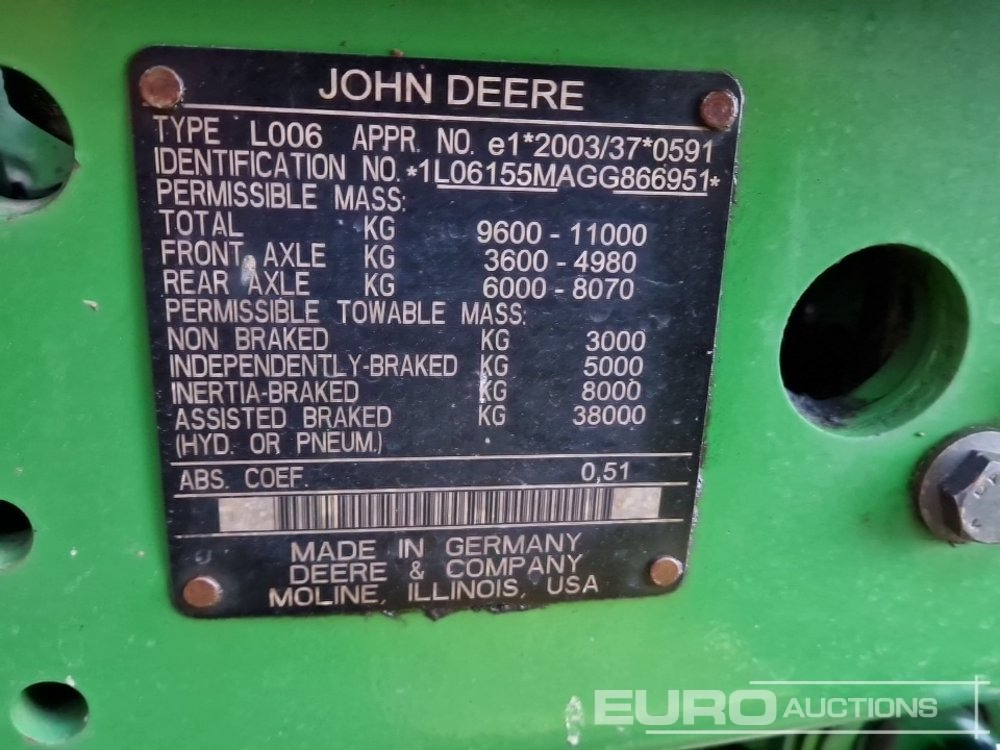 JOHN DEERE
TYPE L006 APPR. NO. e1*2003/37*0591
IDENTIFICATION NO. *1L06155MAGG866951*
PERMISSIBLE MASS:
TOTAL KG 9600 - 11000
FRONT AXLE KG 3600 - 4980
REAR AXLE KG 6000 - 8070
PERMISSIBLE TOWABLE MASS:
NON BRAKED KG 3000
INDEPENDENTLY-BRAKED KG 5000
INERTIA-BRAKED KG 8000
ASSISTED BRAKED KG 38000
(HYD. OR PNEUM.)
ABS. COEF. 0,51
MADE IN GERMANY
DEERE & COMPANY
MOLINE, ILLINOIS, USA
EURO AUCTIONS